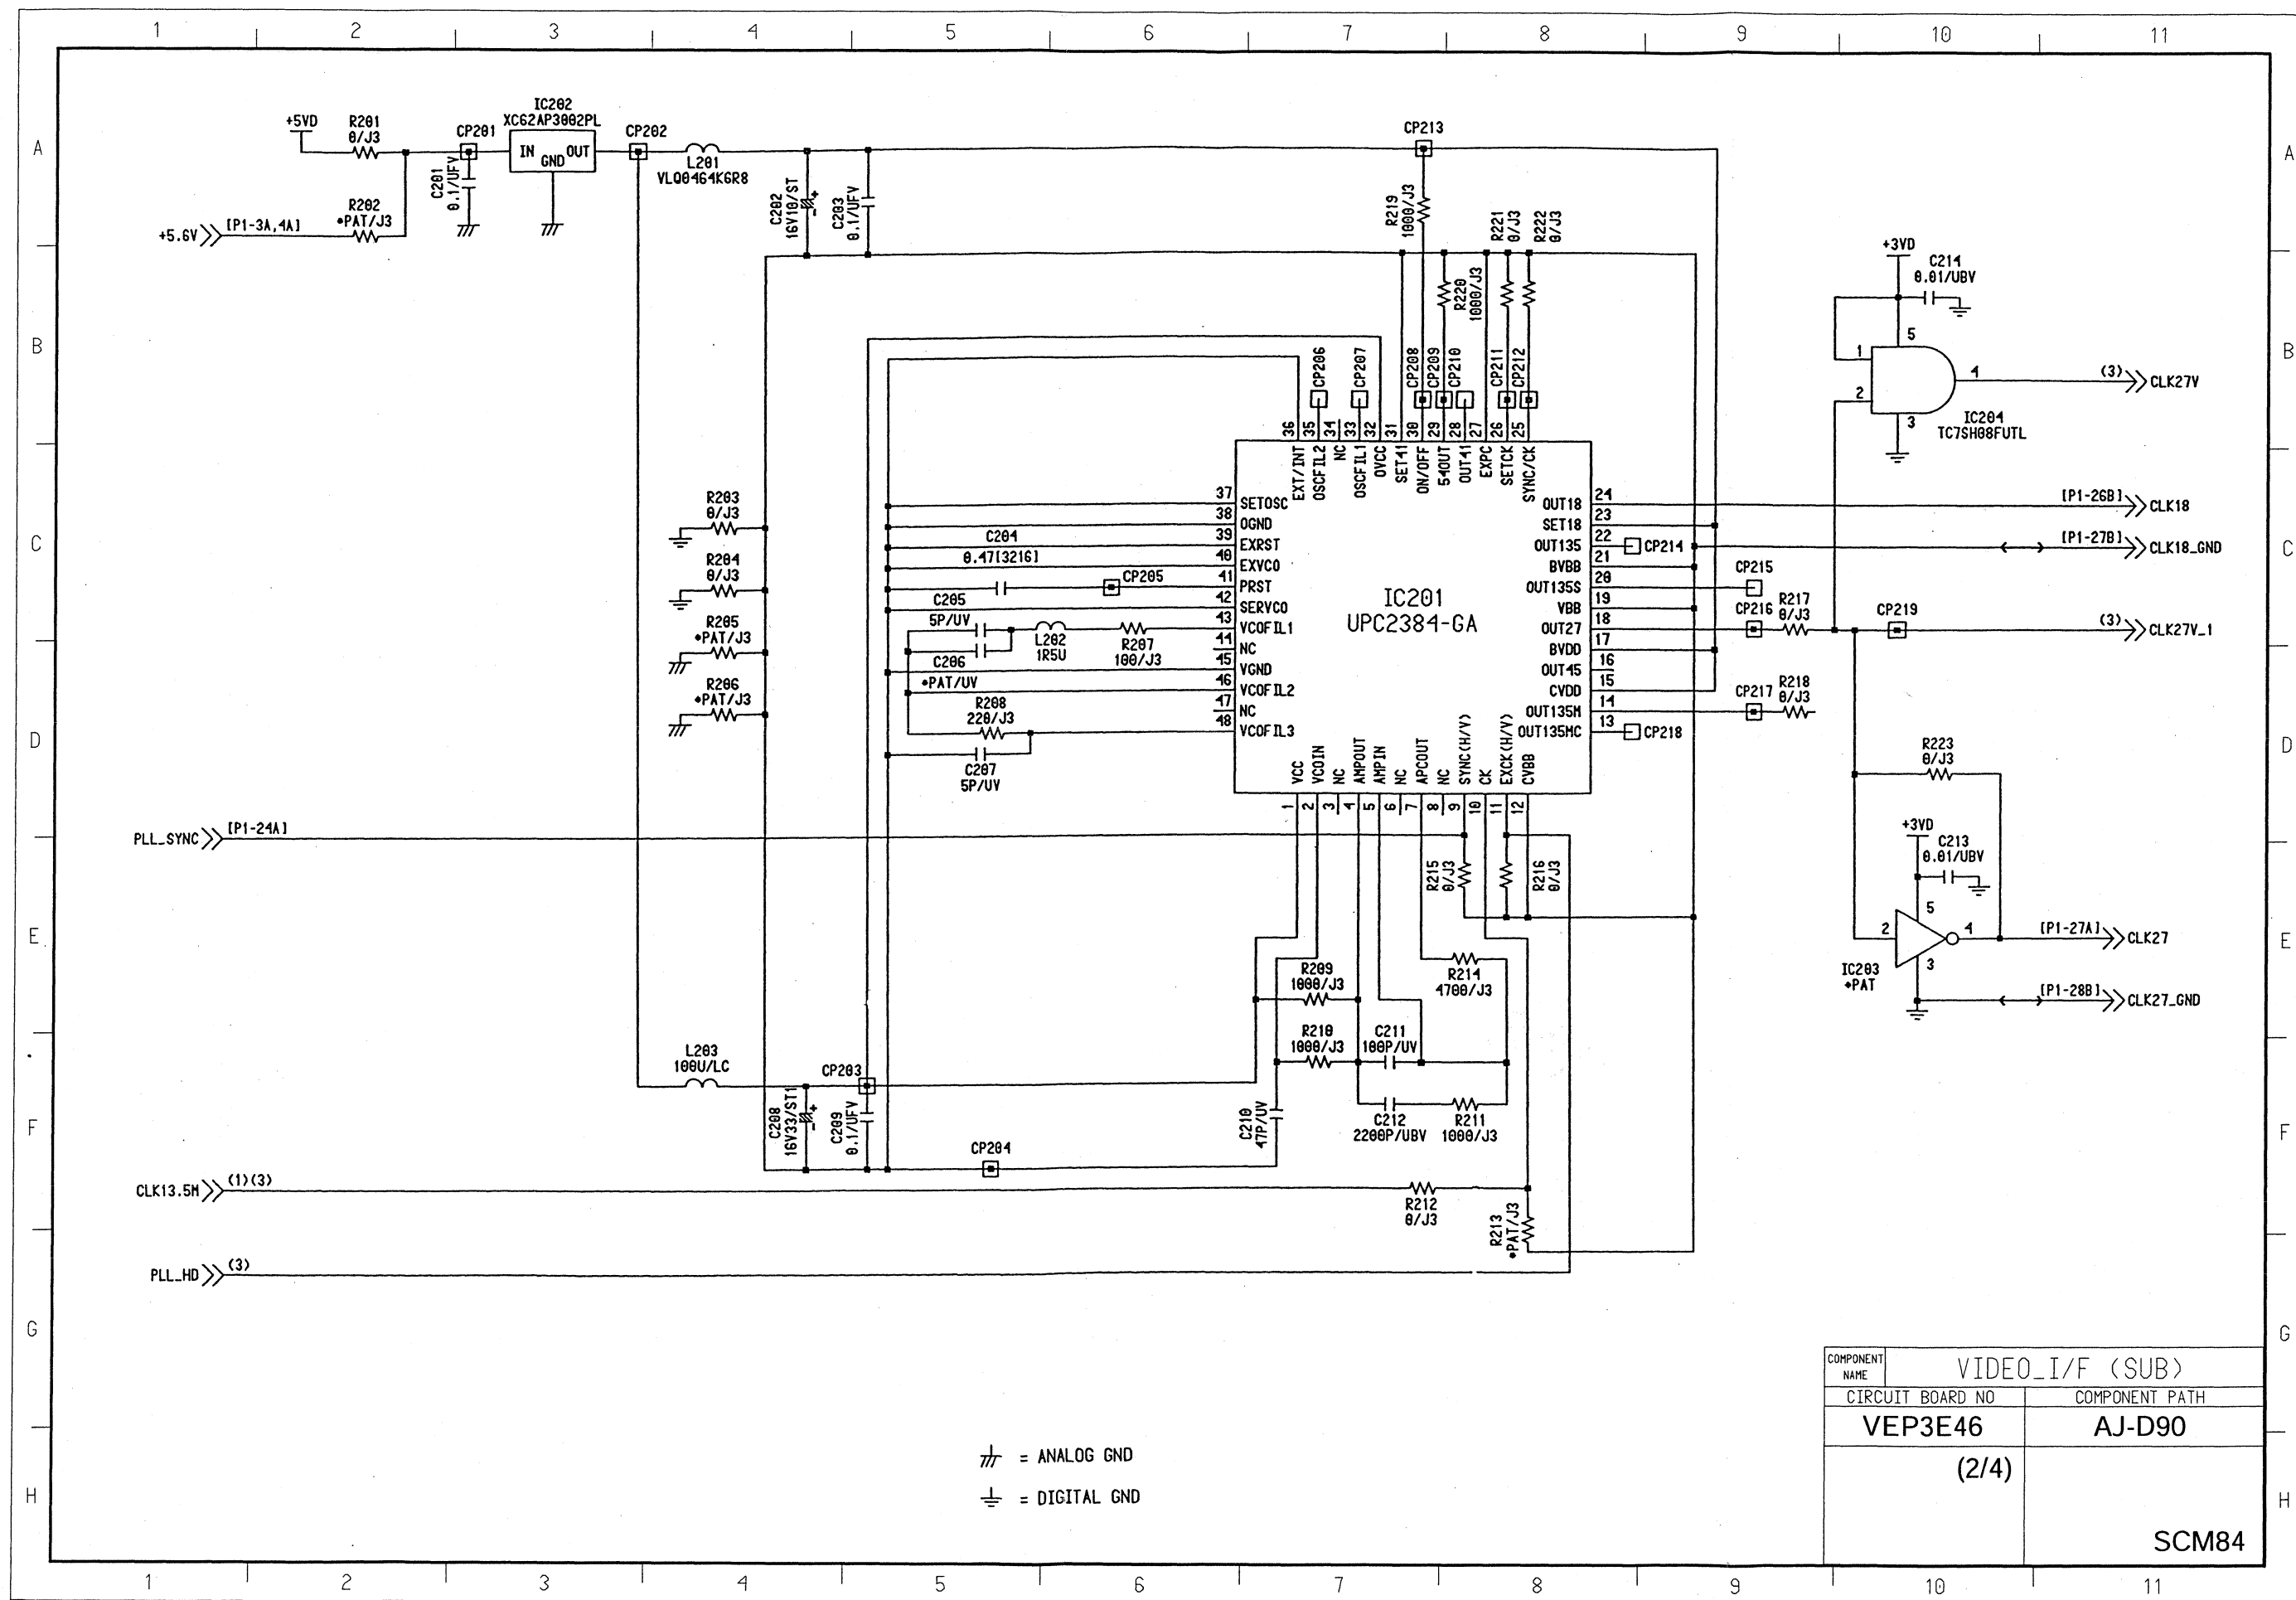 1 2 3 4 5 6 7 8 9 10 11
A
B
C
D
E
F
G
H
A
B
C
D
E
F
G
H
+5VD
R201
0/J3
CP201
IC202
XC62AP3002PL
IN
GND
OUT
CP202
L201
VLQ0464K6R8
C201
0.1/UFV
+5.6V
[P1-3A,4A]
R202
*PAT/J3
C202
16V10/ST
+
-
C203
0.1/UFV
CP213
R219
1000/J3
R220
1000/J3
R221
0/J3
R222
0/J3
CP206
CP207
CP208
CP209
CP210
CP211
CP212
+3VD
C214
0.01/UBV
5
1
2
4
3
IC204
TC7SH08FUTL
(3)
CLK27V
36 35 34 33 32 31 30 29 28 27 26 25
EXT/INT
OSCFIL2
NC
OSCFIL1
OVCC
SET41
ON/OFF
54OUT
OUT41
EXPC
SETCK
SYNC/CK
R203
0/J3
R204
0/J3
R205
*PAT/J3
R206
*PAT/J3
C204
0.47[3216]
CP205
C205
5P/UV
L202
1R5U
R207
100/J3
C206
*PAT/UV
R208
220/J3
C207
5P/UV
37 SETOSC
38 OGND
39 EXRST
40 EXVCO
41 PRST
42 SERVCO
43 VCOFIL1
44 NC
45 VGND
46 VCOFIL2
47 NC
48 VCOFIL3
IC201
UPC2384-GA
OUT18 24
SET18 23
OUT135 22
BVBB 21
OUT135S 20
VBB 19
OUT27 18
BVDD 17
OUT45 16
CVDD 15
OUT135M 14
OUT135MC 13
CP214
CP215
CP216
R217
0/J3
CP217
R218
0/J3
CP218
CP219
[P1-26B]
CLK18
[P1-27B]
CLK18_GND
(3)
CLK27V_1
VCC
VCOIN
NC
AMPOUT
AMPIN
NC
APCOUT
NC
SYNC(H/V)
CK
EXCK(H/V)
CVBB
1 2 3 4 5 6 7 8 9 10 11 12
PLL_SYNC
[P1-24A]
R215
0/J3
R216
0/J3
R223
0/J3
+3VD
C213
0.01/UBV
5
2
4
3
IC203
*PAT
[P1-27A]
CLK27
[P1-28B]
CLK27_GND
R209
1000/J3
R214
4700/J3
R210
1000/J3
C211
100P/UV
C212
2200P/UBV
R211
1000/J3
C210
47P/UV
L203
100U/LC
CP203
C208
16V33/ST1
+
-
C209
0.1/UFV
CP204
CLK13.5M
(1)(3)
R212
0/J3
R213
*PAT/J3
PLL_HD
(3)
= ANALOG GND
= DIGITAL GND
COMPONENT
NAME
VIDEO_I/F (SUB)
CIRCUIT BOARD NO
COMPONENT PATH
VEP3E46
AJ-D90
(2/4)
SCM84
1 2 3 4 5 6 7 8 9 10 11